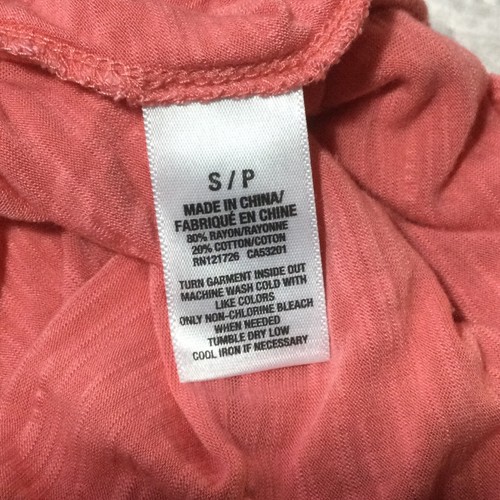 S / P
MADE IN CHINA/
FABRIQUÉ EN CHINE
80% RAYON/RAYONNE
20% COTTON/COTON
RN121726 CA53201
TURN GARMENT INSIDE OUT
MACHINE WASH COLD WITH
LIKE COLORS
ONLY NON-CHLORINE BLEACH
WHEN NEEDED
TUMBLE DRY LOW
COOL IRON IF NECESSARY